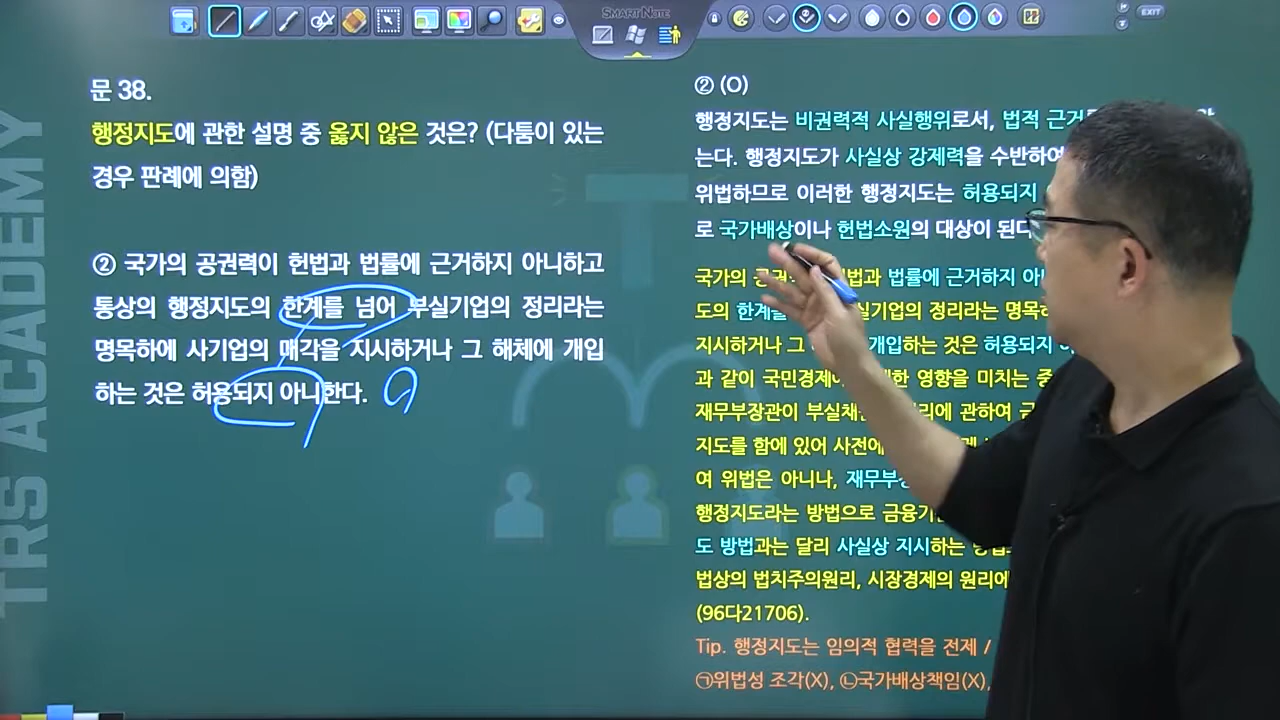 SMARTNOTE
EXIT
TRS ACADEMY
문 38.
행정지도에 관한 설명 중 옳지 않은 것은? (다툼이 있는
경우 판례에 의함)
② 국가의 공권력이 헌법과 법률에 근거하지 아니하고
통상의 행정지도의 한계를 넘어 부실기업의 정리라는
명목하에 사기업의 매각을 지시하거나 그 해체에 개입
하는 것은 허용되지 아니한다.
② (O)
행정지도는 비권력적 사실행위로서, 법적 근거
는다. 행정지도가 사실상 강제력을 수반하여
위법하므로 이러한 행정지도는 허용되지
로 국가배상이나 헌법소원의 대상이 된다
국가의 법과 법률에 근거하지
도의 한계를 기업의 정리라는 명목
지시하거나 그 개입하는 것은 허용되지
과 같이 국민경제에 한 영향을 미치는
재무부장관이 부실채 리에 관하여
지도를 함에 있어 사전에
여 위법은 아니나, 재무부
행정지도라는 방법으로 금융기
도 방법과는 달리 사실상 지시하는
법상의 법치주의원리, 시장경제의 원리에
(96다21706).
Tip. 행정지도는 임의적 협력을 전제 /
㉠위법성 조각(X), ㉡국가배상책임(X),